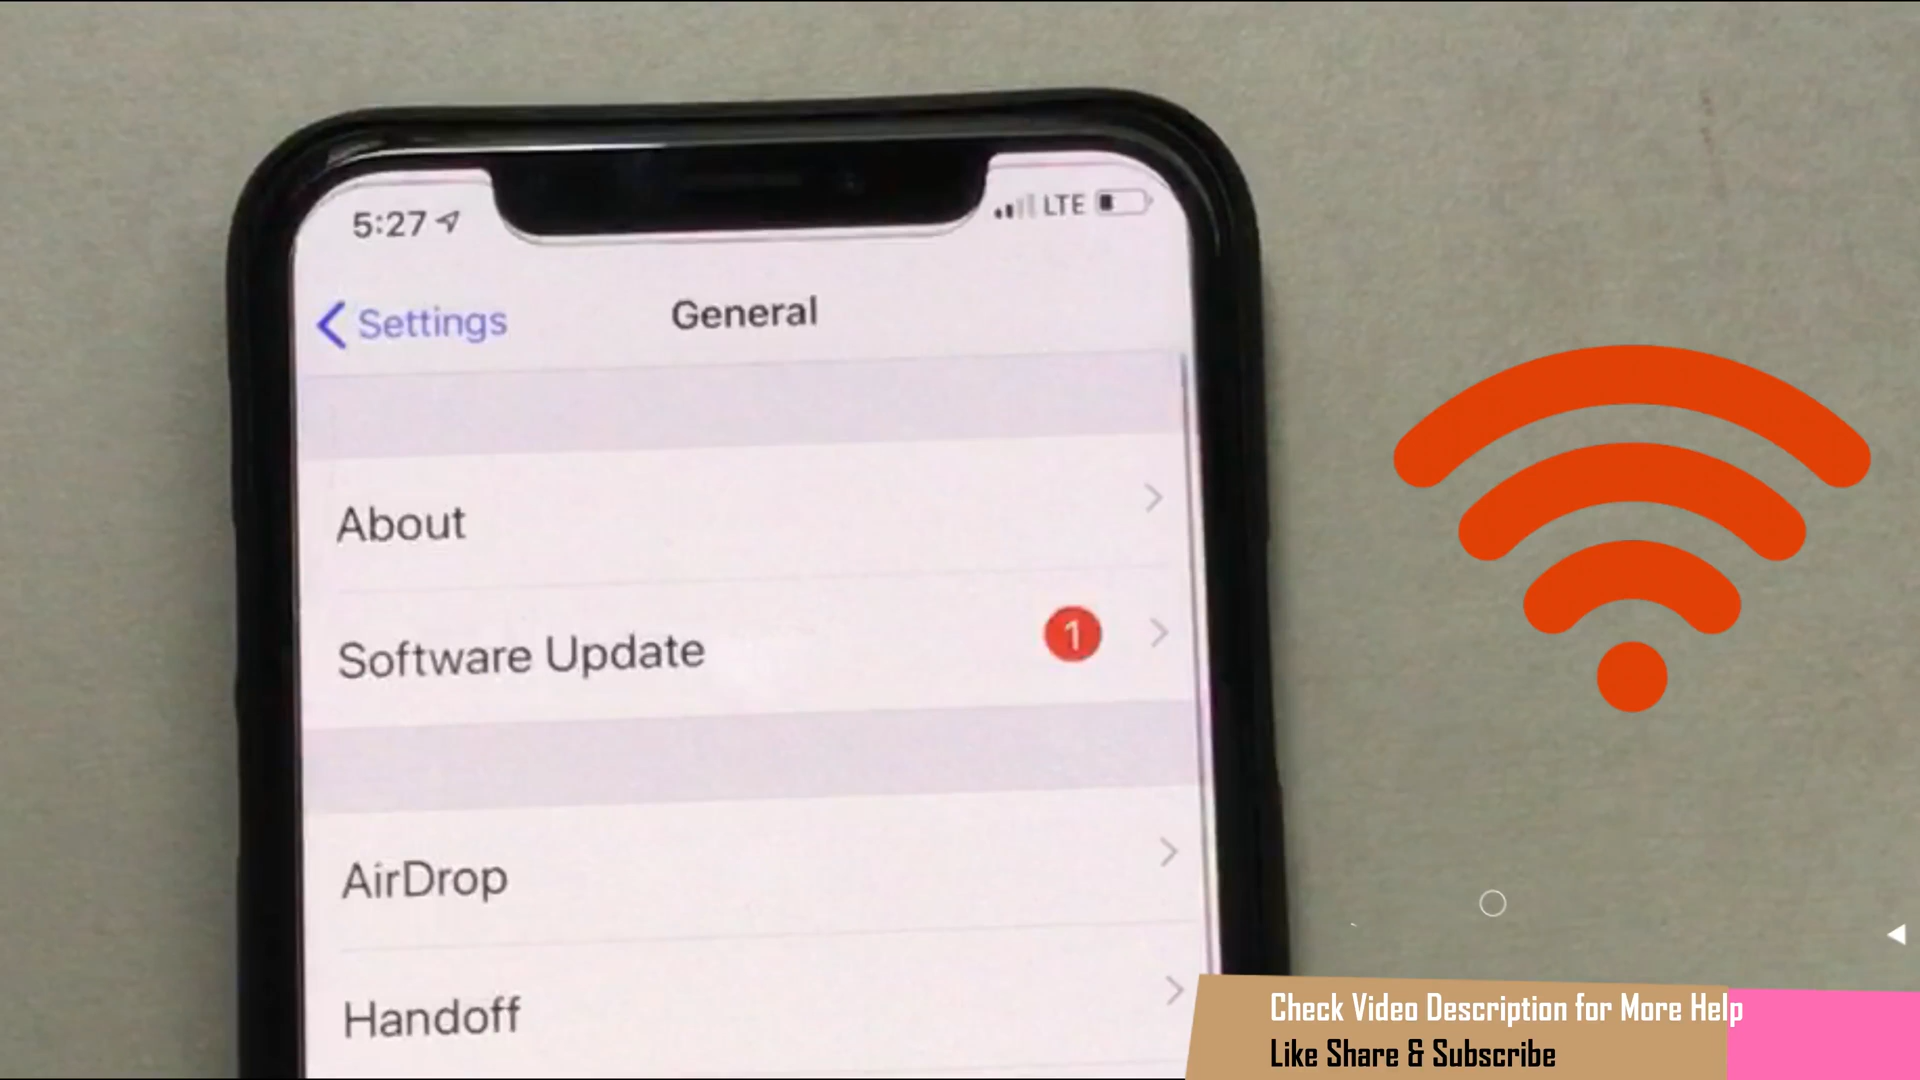 5:27
LTE
Settings
General
About
Software Update
1
AirDrop
Handoff
Check Video Description for More Help
Like Share & Subscribe